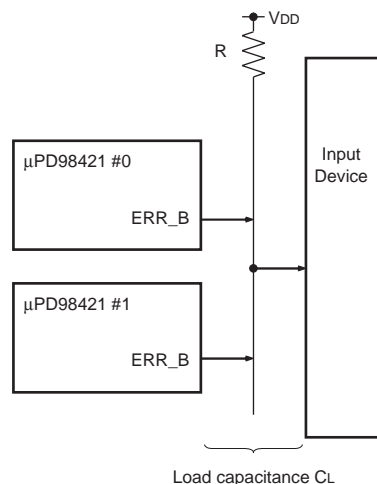 VDD
R
μPD98421 #0
ERR_B
Input
Device
μPD98421 #1
ERR_B
Load capacitance CL